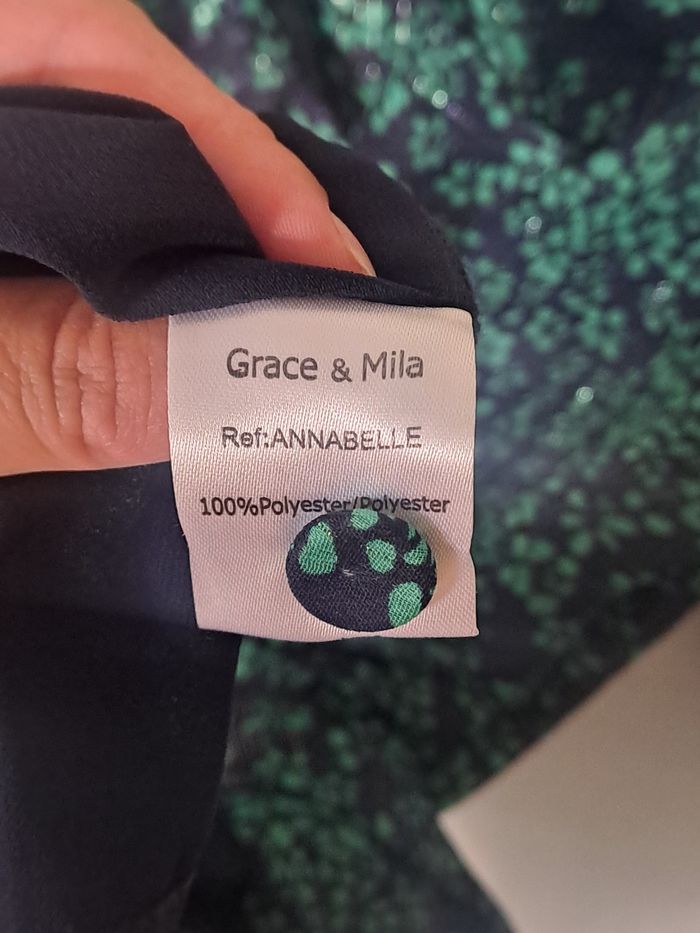 Grace & Mila
Ref:ANNABELLE
100%Polyester/Polyester